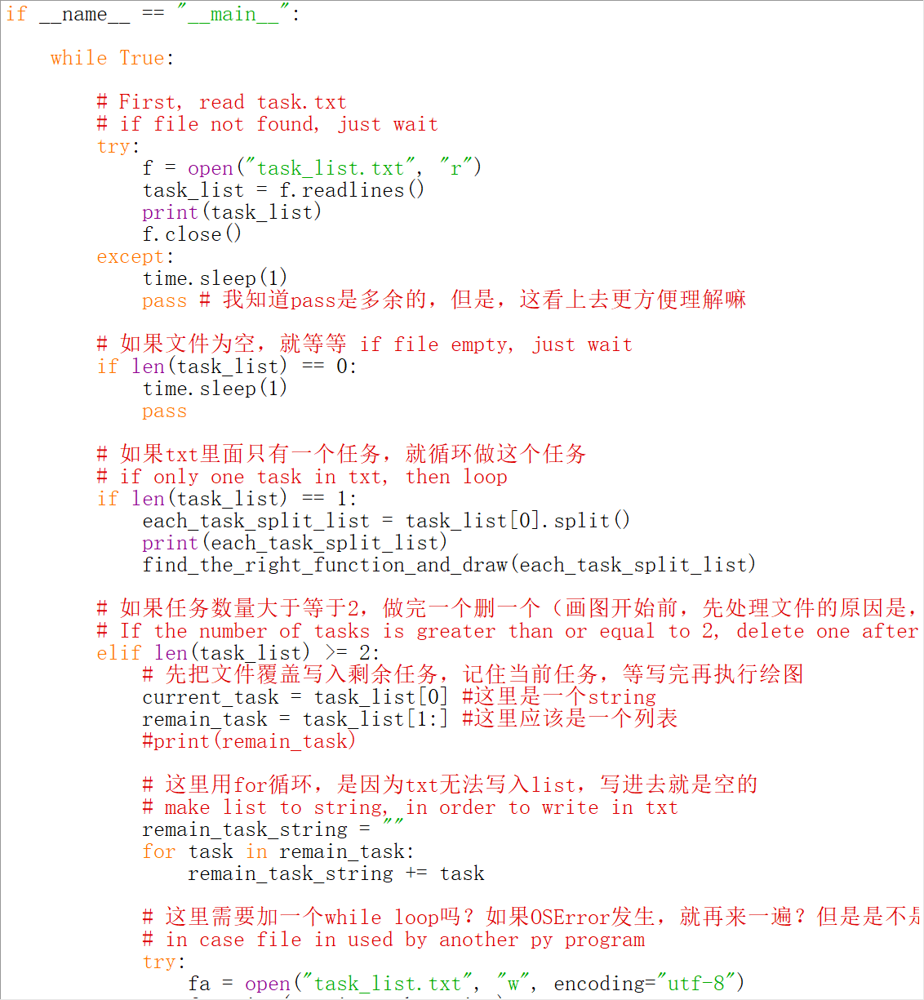 if __name__ == "__main__":
while True:
# First, read task.txt
# if file not found, just wait
try:
f = open("task_list.txt", "r")
task_list = f.readlines()
print(task_list)
f.close()
except:
time.sleep(1)
pass # 我知道pass是多余的，但是，这看上去更方便理解嘛
# 如果文件为空，就等等 if file empty, just wait
if len(task_list) == 0:
time.sleep(1)
pass
# 如果txt里面只有一个任务，就循环做这个任务
# if only one task in txt, then loop
if len(task_list) == 1:
each_task_split_list = task_list[0].split()
print(each_task_split_list)
find_the_right_function_and_draw(each_task_split_list)
# 如果任务数量大于等于2，做完一个删一个（画图开始前，先处理文件的原因是，
# If the number of tasks is greater than or equal to 2, delete one after
elif len(task_list) >= 2:
# 先把文件覆盖写入剩余任务，记住当前任务，等写完再执行绘图
current_task = task_list[0] #这里是一个string
remain_task = task_list[1:] #这里应该是一个列表
#print(remain_task)
# 这里用for循环，是因为txt无法写入list，写进去就是空的
# make list to string, in order to write in txt
remain_task_string = ""
for task in remain_task:
remain_task_string += task
# 这里需要加一个while loop吗？如果OSError发生，就再来一遍？但是是不是
# in case file in used by another py program
try:
fa = open("task_list.txt", "w", encoding="utf-8")